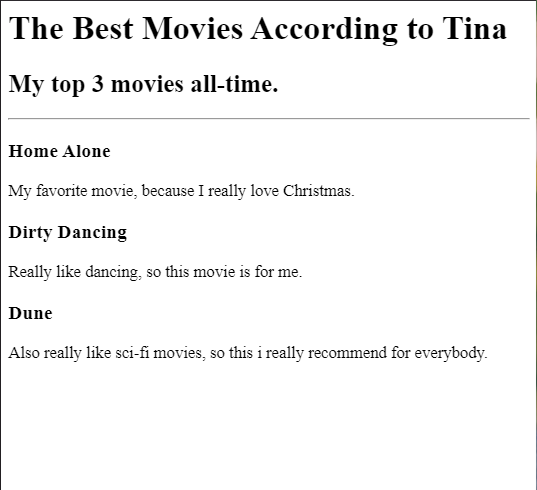 The Best Movies According to Tina
My top 3 movies all-time.
Home Alone
My favorite movie, because I really love Christmas.
Dirty Dancing
Really like dancing, so this movie is for me.
Dune
Also really like sci-fi movies, so this i really recommend for everybody.